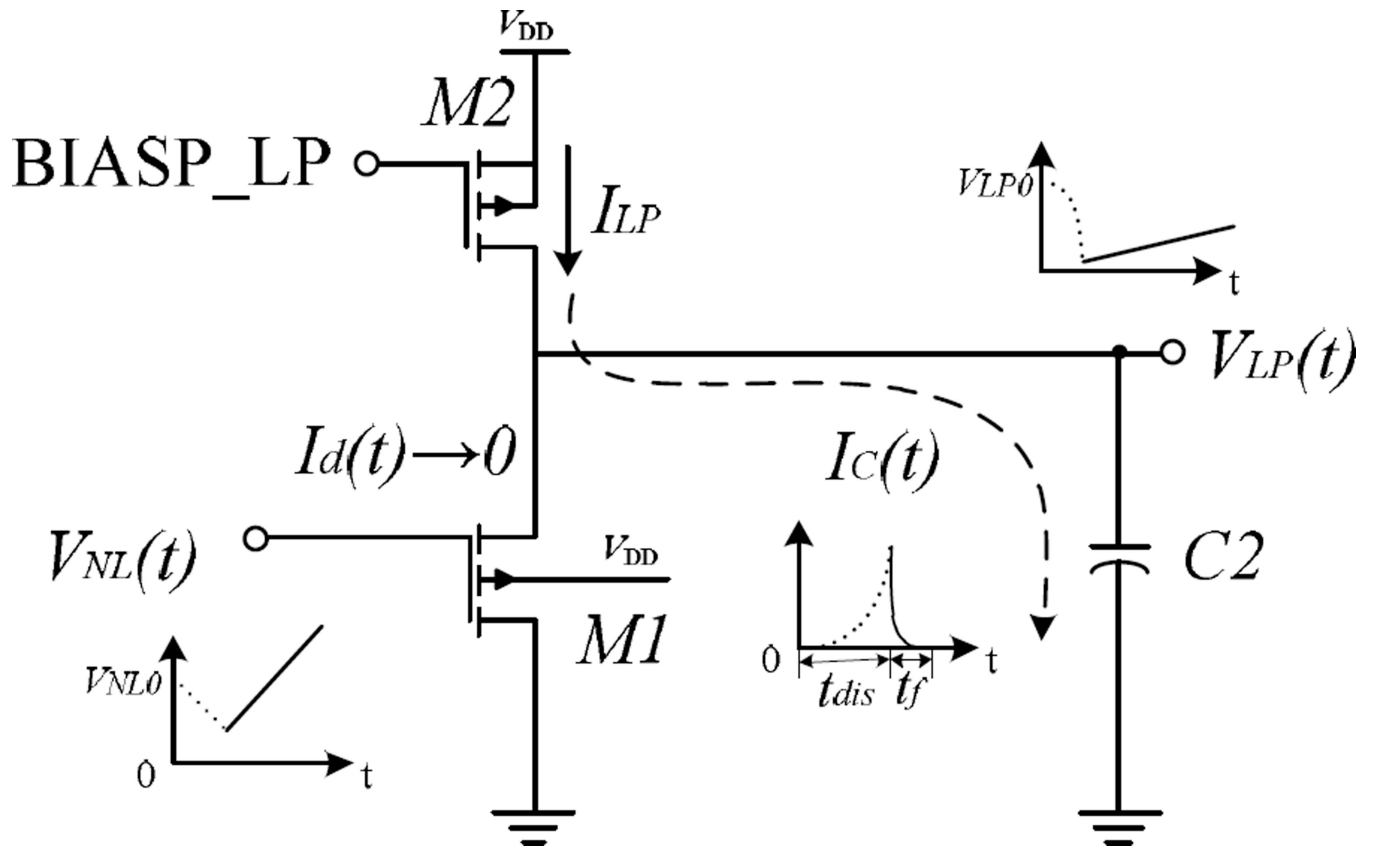 VDD
M2
BIASP_LP
ILP
VLP0
t
VLP(t)
Id(t)→0
IC(t)
VNL(t)
VDD
C2
M1
VNL0
0
t
0
t
tdis
tf